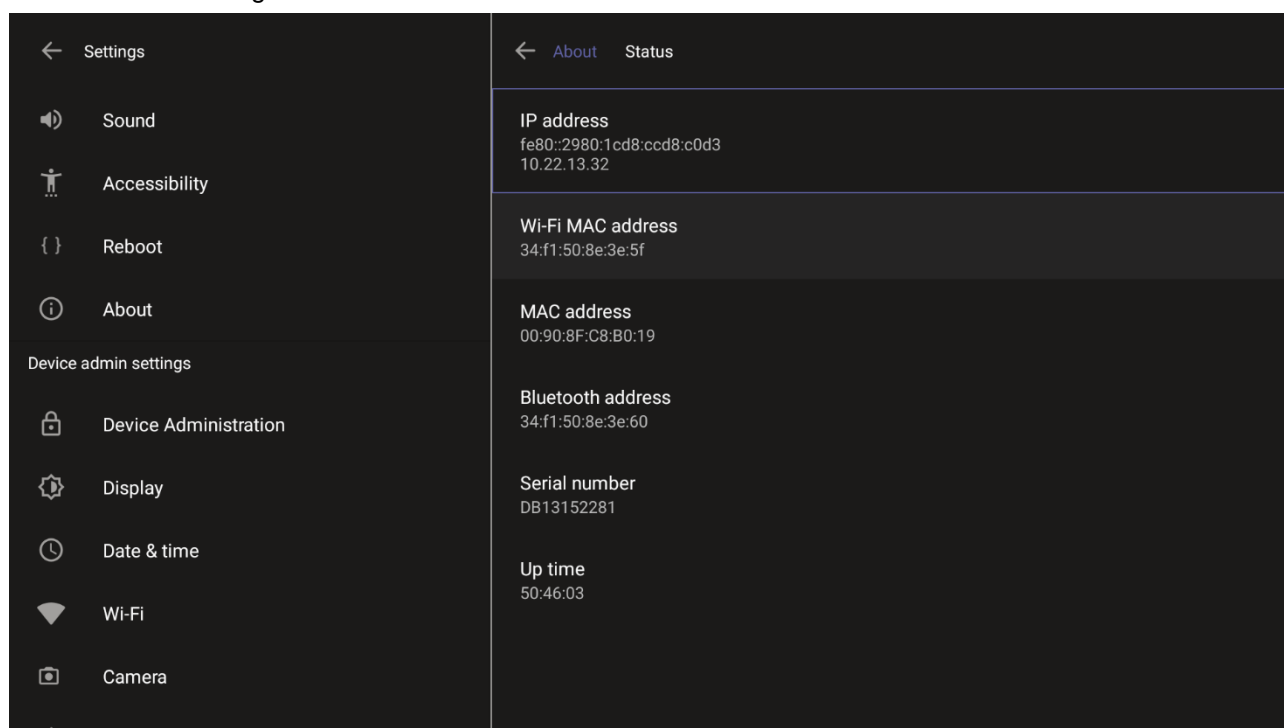 Settings
Sound
Accessibility
Reboot
About
Device admin settings
Device Administration
Display
Date & time
Wi-Fi
Camera
About Status
IP address
fe80::2980:1cd8:ccd8:c0d3
10.22.13.32
Wi-Fi MAC address
34:f1:50:8e:3e:5f
MAC address
00:90:8F:C8:B0:19
Bluetooth address
34:f1:50:8e:3e:60
Serial number
DB13152281
Up time
50:46:03